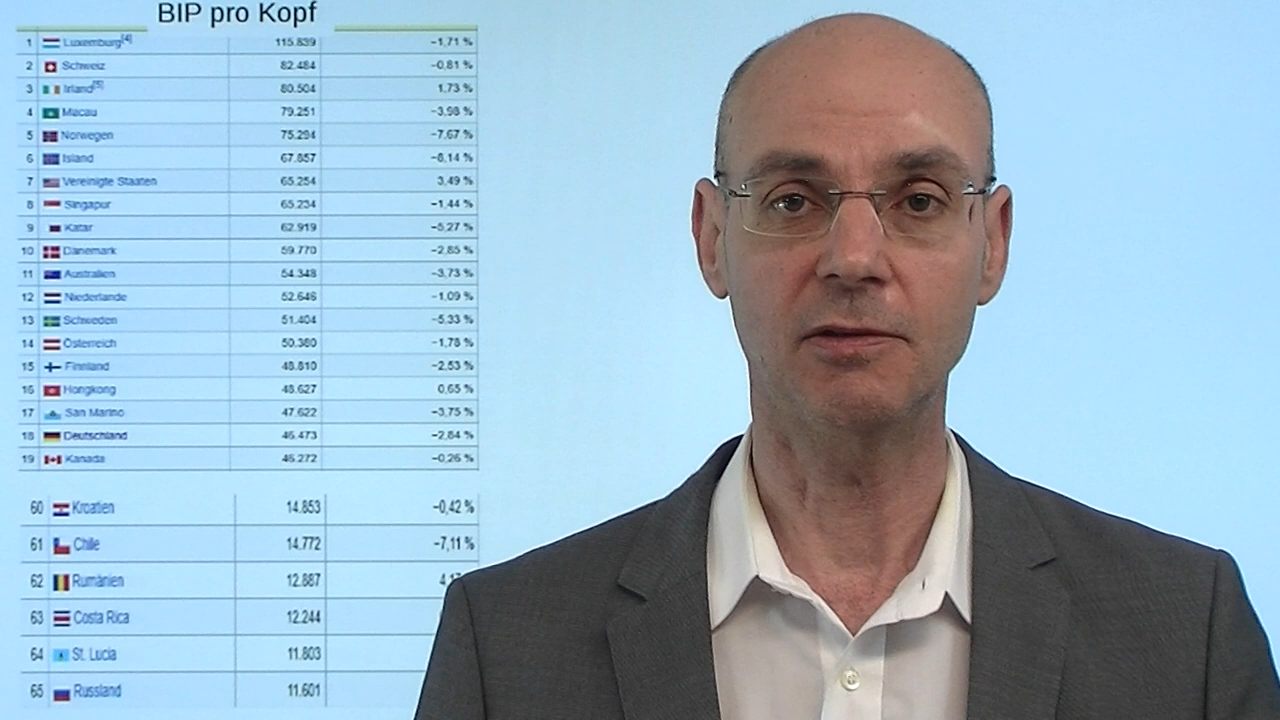 BIP pro Kopf
1 Luxemburg[4] 115.839 −1,71 %
2 Schweiz 82.484 −0,81 %
3 Irland[5] 80.504 1,73 %
4 Macau 79.251 −3,98 %
5 Norwegen 75.294 −7,67 %
6 Island 67.857 −8,14 %
7 Vereinigte Staaten 65.254 3,49 %
8 Singapur 65.234 −1,44 %
9 Katar 62.919 −5,27 %
10 Dänemark 59.770 −2,85 %
11 Australien 54.348 −3,73 %
12 Niederlande 52.646 −1,09 %
13 Schweden 51.404 −5,33 %
14 Österreich 50.380 −1,78 %
15 Finnland 48.810 −2,53 %
16 Hongkong 48.627 0,65 %
17 San Marino 47.622 −3,75 %
18 Deutschland 46.473 −2,84 %
19 Kanada 46.272 −0,26 %
60 Kroatien 14.853 −0,42 %
61 Chile 14.772 −7,11 %
62 Rumänien 12.887
63 Costa Rica 12.244
64 St. Lucia 11.803
65 Russland 11.601